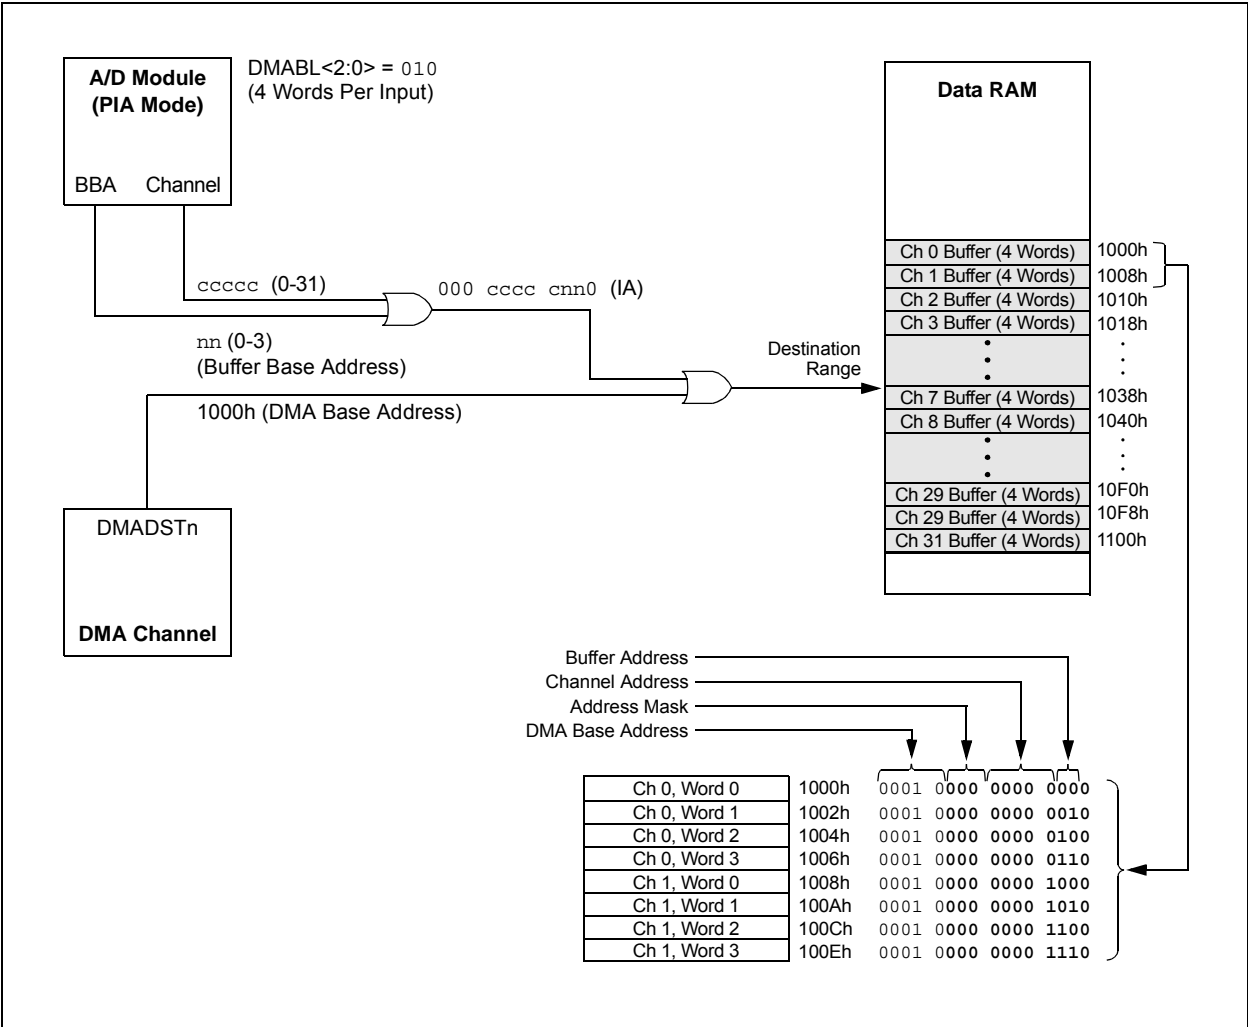 A/D Module
(PIA Mode)
BBA Channel
DMABL<2:0> = 010
(4 Words Per Input)
ccccc (0-31)
000 cccc cnn0 (IA)
nn (0-3)
(Buffer Base Address)
1000h (DMA Base Address)
DMADSTn
DMA Channel
Destination
Range
Data RAM
Ch 0 Buffer (4 Words) 1000h
Ch 1 Buffer (4 Words) 1008h
Ch 2 Buffer (4 Words) 1010h
Ch 3 Buffer (4 Words) 1018h
Ch 7 Buffer (4 Words) 1038h
Ch 8 Buffer (4 Words) 1040h
Ch 29 Buffer (4 Words) 10F0h
Ch 29 Buffer (4 Words) 10F8h
Ch 31 Buffer (4 Words) 1100h
Buffer Address
Channel Address
Address Mask
DMA Base Address
Ch 0, Word 0 1000h 0001 0000 0000 0000
Ch 0, Word 1 1002h 0001 0000 0000 0010
Ch 0, Word 2 1004h 0001 0000 0000 0100
Ch 0, Word 3 1006h 0001 0000 0000 0110
Ch 1, Word 0 1008h 0001 0000 0000 1000
Ch 1, Word 1 100Ah 0001 0000 0000 1010
Ch 1, Word 2 100Ch 0001 0000 0000 1100
Ch 1, Word 3 100Eh 0001 0000 0000 1110